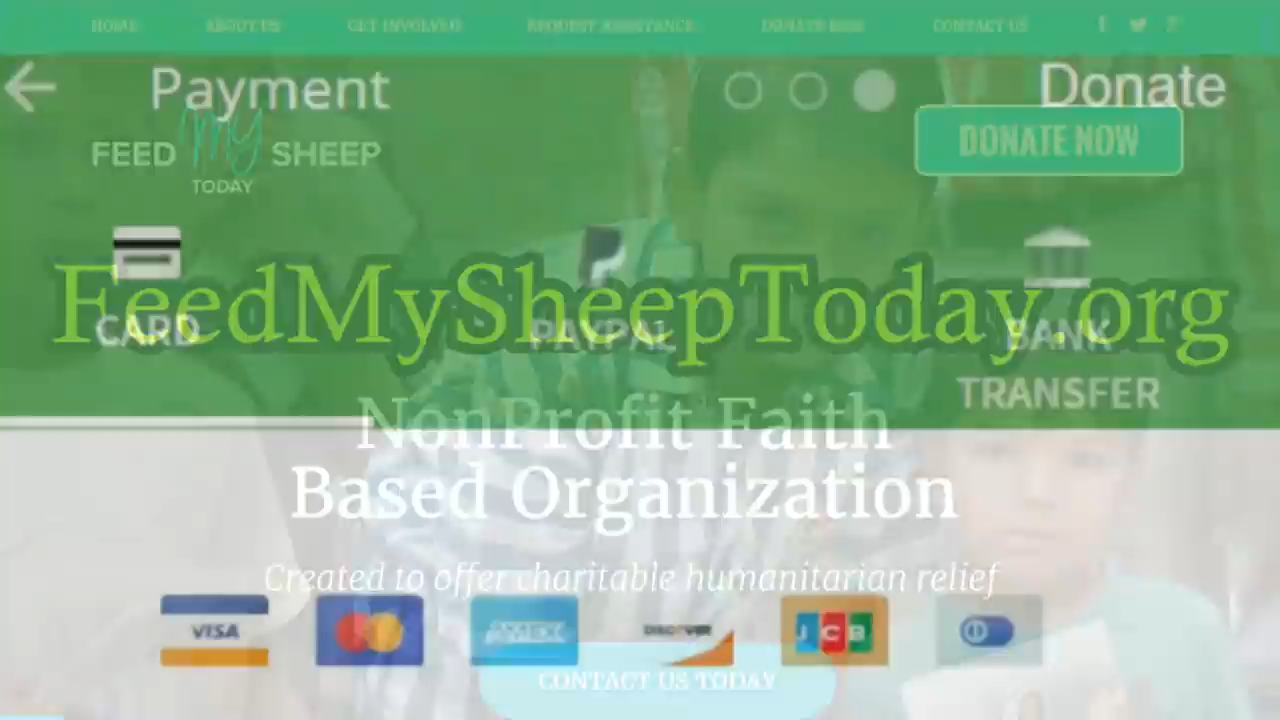 HOME ABOUT US GET INVOLVED REQUEST ASSISTANCE DONATE NOW CONTACT US
Payment Donate
FEED My SHEEP
TODAY
DONATE NOW
FeedMySheepToday.org
CARD PAYPAL BANK
TRANSFER
NonProfit Faith
Based Organization
Created to offer charitable humanitarian relief
VISA AMEX DISCOVER JCB
CONTACT US TODAY